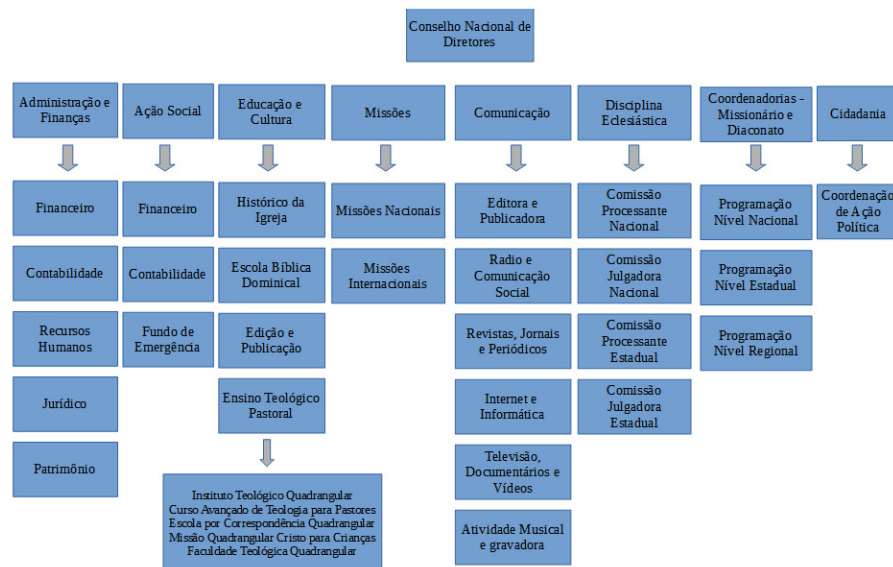 Conselho Nacional de
Diretores
Administração e
Finanças
Ação Social
Educação e
Cultura
Missões
Comunicação
Disciplina
Eclesiástica
Coordenadorias -
Missionário e
Diaconato
Cidadania
Financeiro
Financeiro
Histórico da
Igreja
Missões Nacionais
Editora e
Publicadora
Comissão
Processante
Nacional
Programação
Nível Nacional
Coordenação
de Ação
Política
Contabilidade
Contabilidade
Escola Bíblica
Dominical
Missões
Internacionais
Radio e
Comunicação
Social
Comissão
Julgadora
Nacional
Programação
Nível Estadual
Recursos
Humanos
Fundo de
Emergência
Edição e
Publicação
Revistas, Jornais
e Periódicos
Comissão
Processante
Estadual
Programação
Nível Regional
Jurídico
Ensino Teológico
Pastoral
Internet e
Informática
Comissão
Julgadora
Estadual
Patrimônio
Televisão,
Documentários e
Vídeos
Instituto Teológico Quadrangular
Curso Avançado de Teologia para Pastores
Escola por Correspondência Quadrangular
Missão Quadrangular Cristo para Crianças
Faculdade Teológica Quadrangular
Atividade Musical
e gravadora